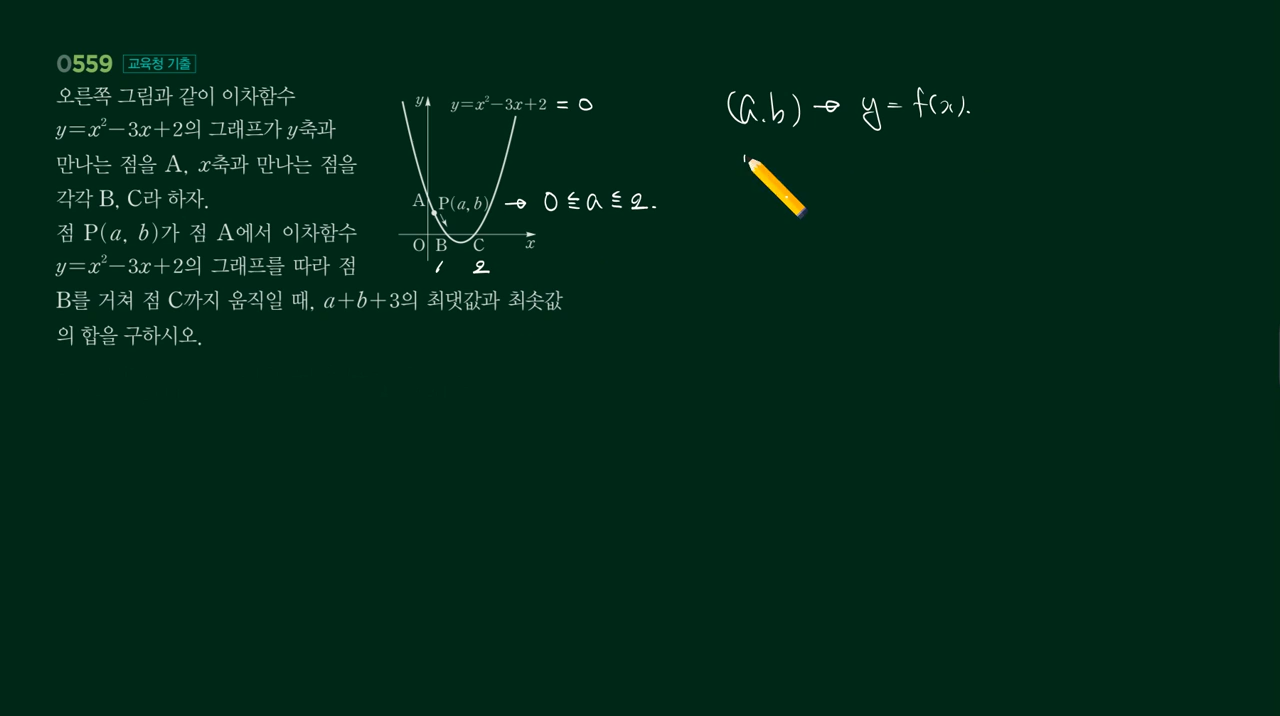 0559 교육청 기출
오른쪽 그림과 같이 이차함수
y=x²-3x+2의 그래프가 y축과
만나는 점을 A, x축과 만나는 점을
각각 B, C라 하자.
점 P(a, b)가 점 A에서 이차함수
y=x²-3x+2의 그래프를 따라 점
B를 거쳐 점 C까지 움직일 때, a+b+3의 최댓값과 최솟값
의 합을 구하시오.
y y=x²-3x+2 = 0
A P(a, b) → 0 ≦ a ≦ 2.
O B C x
1 2
(a.b) → y = f(x).